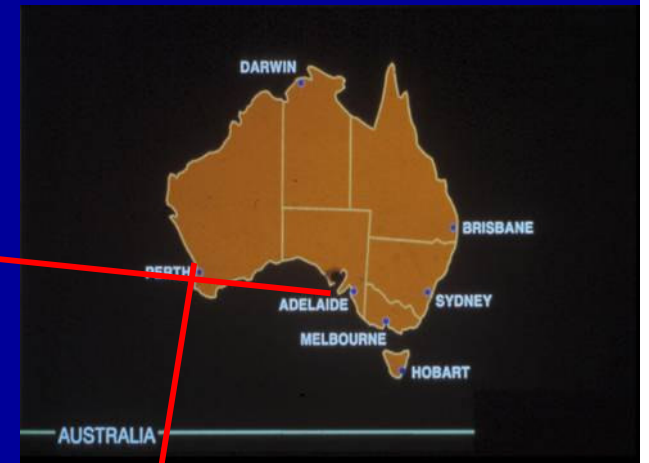 DARWIN
BRISBANE
PERTH
ADELAIDE
SYDNEY
MELBOURNE
HOBART
AUSTRALIA